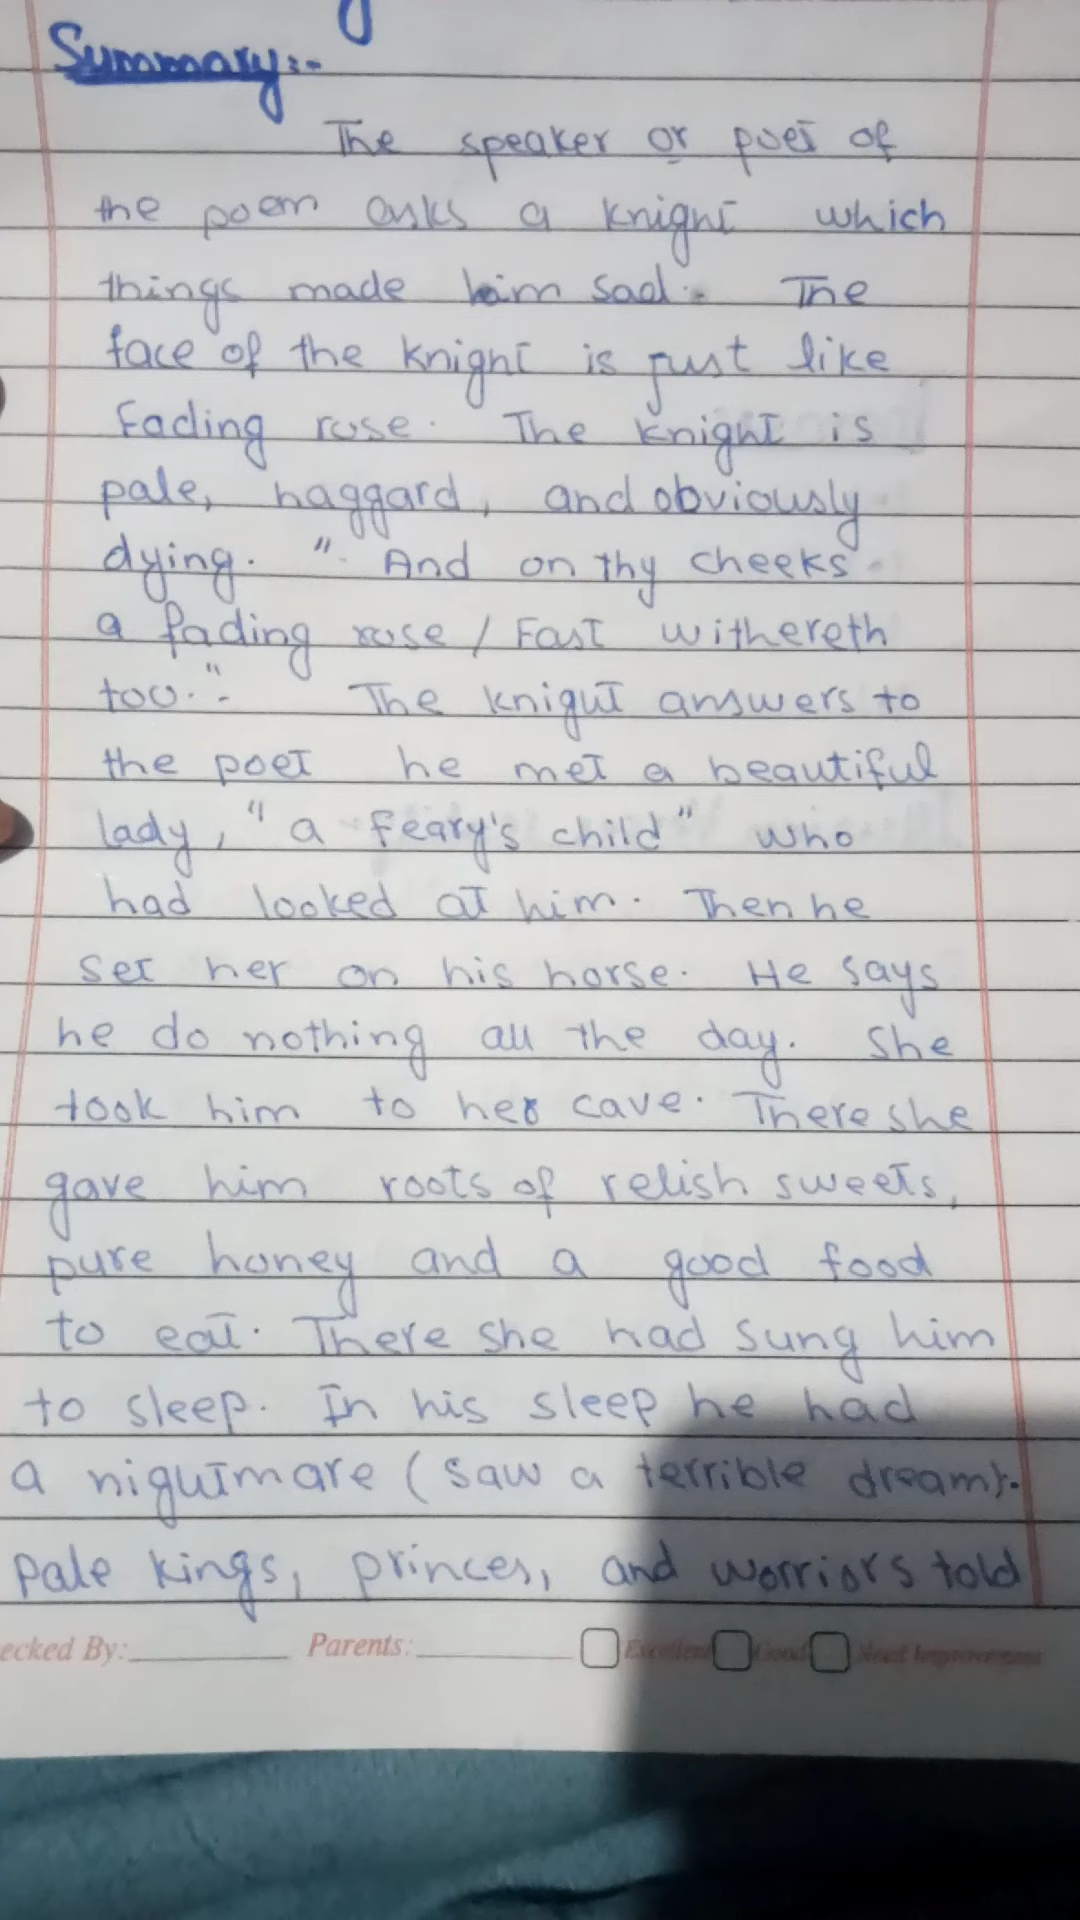 Summary:-
The speaker or poet of
the poem asks a knight which
things made him sad. The
face of the knight is just like
fading rose. The knight is
pale, haggard, and obviously
dying. " And on thy cheeks
a fading rose / Fast withereth
too." The knight answers to
the poet he met a beautiful
lady, "a feary's child" who
had looked at him. Then he
set her on his horse. He says
he do nothing all the day. She
took him to her cave. There she
gave him roots of relish sweets,
pure honey and a good food
to eat. There she had sung him
to sleep. In his sleep he had
a nightmare (saw a terrible dream).
pale kings, princes, and worriors told
ecked By: Parents: Excellent Good Need Improvement